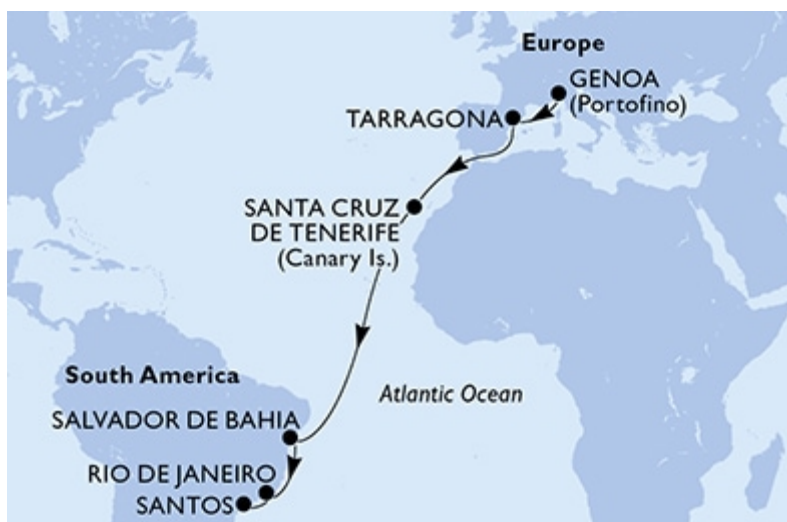 Europe
GENOA
(Portofino)
TARRAGONA
SANTA CRUZ
DE TENERIFE
(Canary Is.)
South America
Atlantic Ocean
SALVADOR DE BAHIA
RIO DE JANEIRO
SANTOS